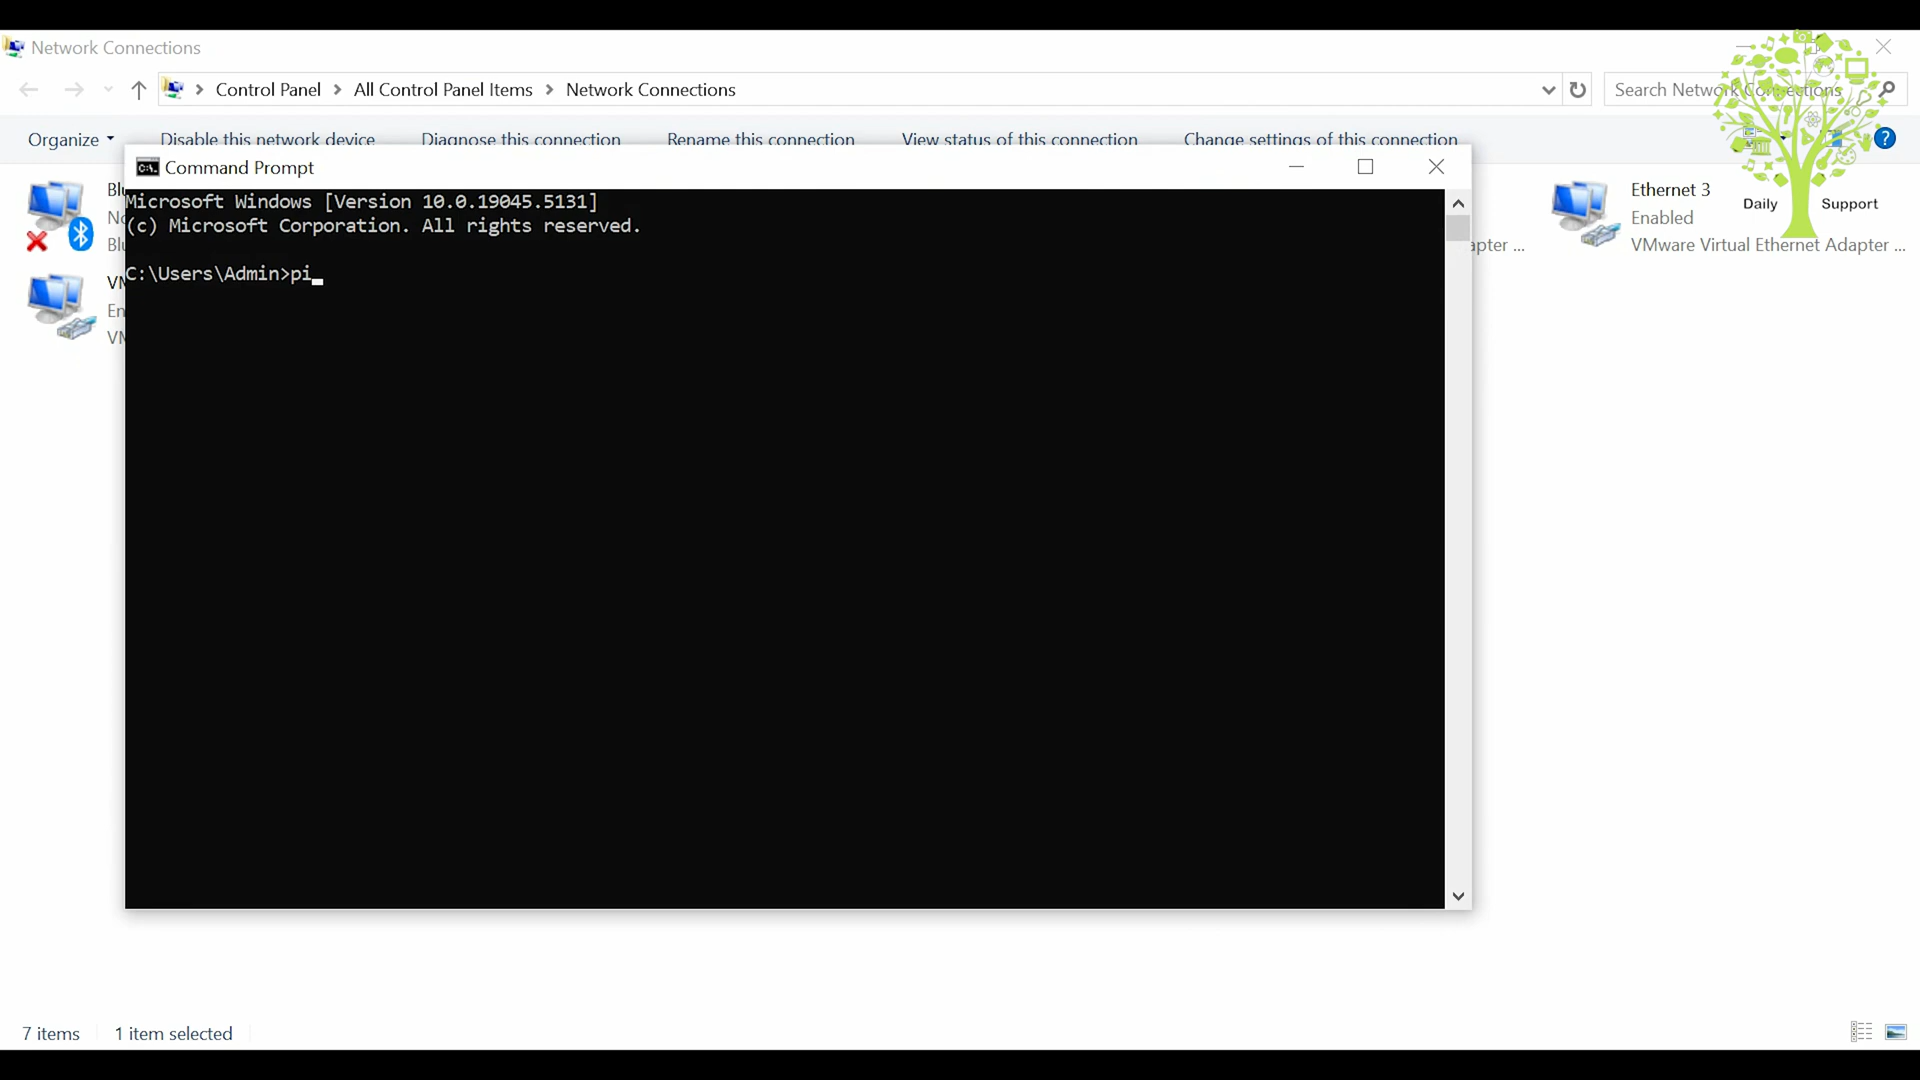 Network Connections
Control Panel > All Control Panel Items > Network Connections
Search Network Connections
Organize
Disable this network device
Diagnose this connection
Rename this connection
View status of this connection
Change settings of this connection
Command Prompt
Microsoft Windows [Version 10.0.19045.5131]
(c) Microsoft Corporation. All rights reserved.
C:\Users\Admin>pi
Ethernet 3
Enabled
VMware Virtual Ethernet Adapter ...
Daily Support
7 items
1 item selected